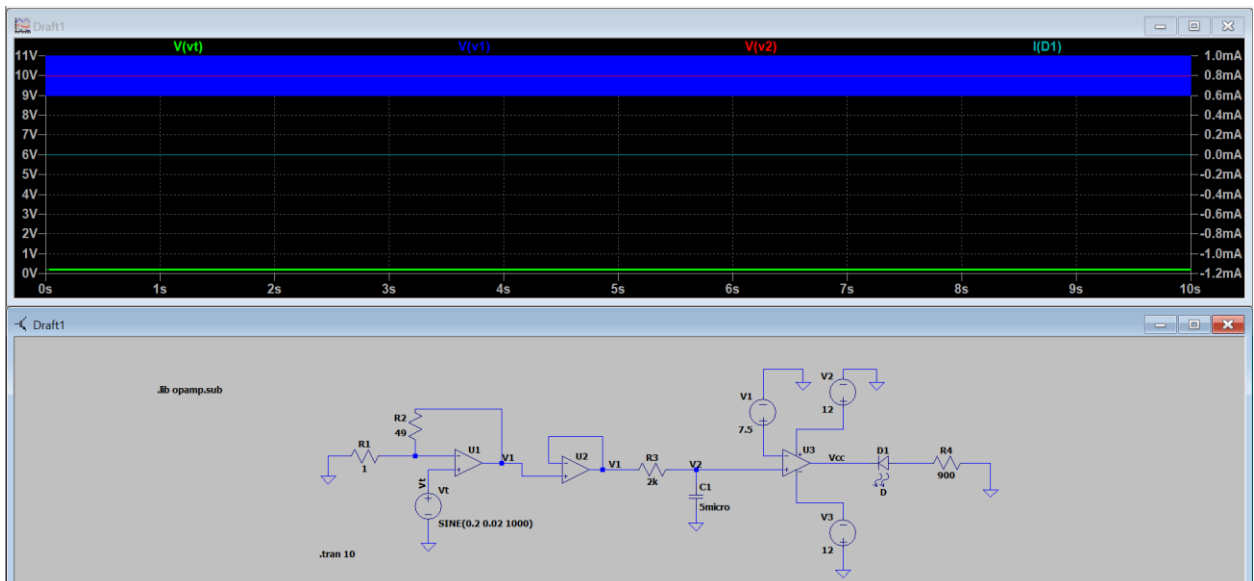 Draft1
V(vt) V(v1) V(v2) I(D1)
11V 1.0mA
10V 0.8mA
9V 0.6mA
8V 0.4mA
7V 0.2mA
6V 0.0mA
5V -0.2mA
4V -0.4mA
3V -0.6mA
2V -0.8mA
1V -1.0mA
0V -1.2mA
0s 1s 2s 3s 4s 5s 6s 7s 8s 9s 10s
Draft1
.lib opamp.sub
R1
1
R2
49
U1
V1
Vt
Vt
SINE(0.2 0.02 1000)
.tran 10
U2
V1
R3
2k
V2
C1
5micro
V1
7.5
V2
12
U3
Vcc
V3
12
D1
D
R4
900